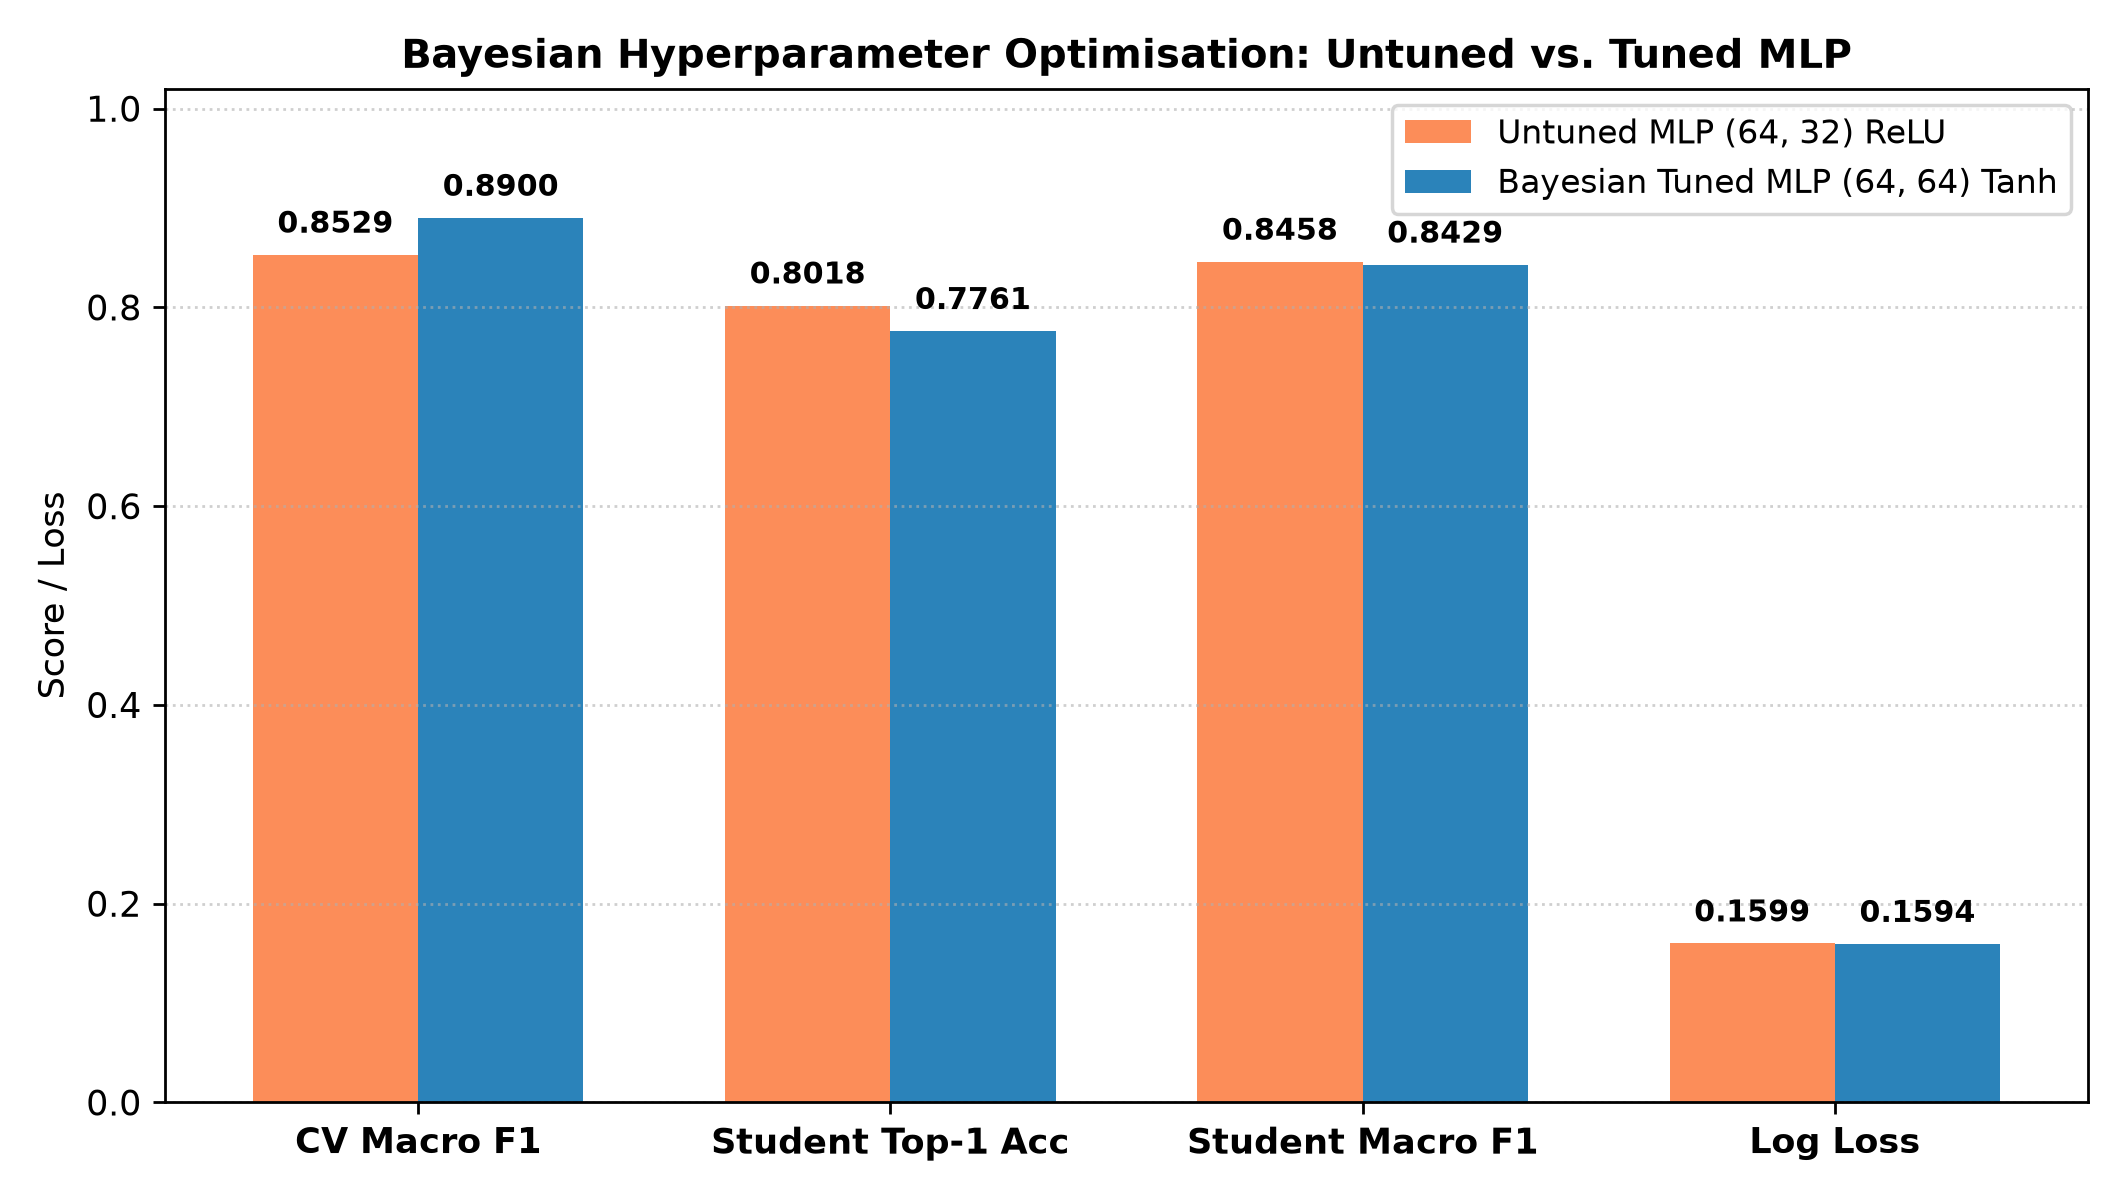 Bayesian Hyperparameter Optimisation: Untuned vs. Tuned MLP
Untuned MLP (64, 32) ReLU
Bayesian Tuned MLP (64, 64) Tanh
Score / Loss
1.0
0.8
0.6
0.4
0.2
0.0
0.8529
0.8900
0.8018
0.7761
0.8458
0.8429
0.1599
0.1594
CV Macro F1
Student Top-1 Acc
Student Macro F1
Log Loss